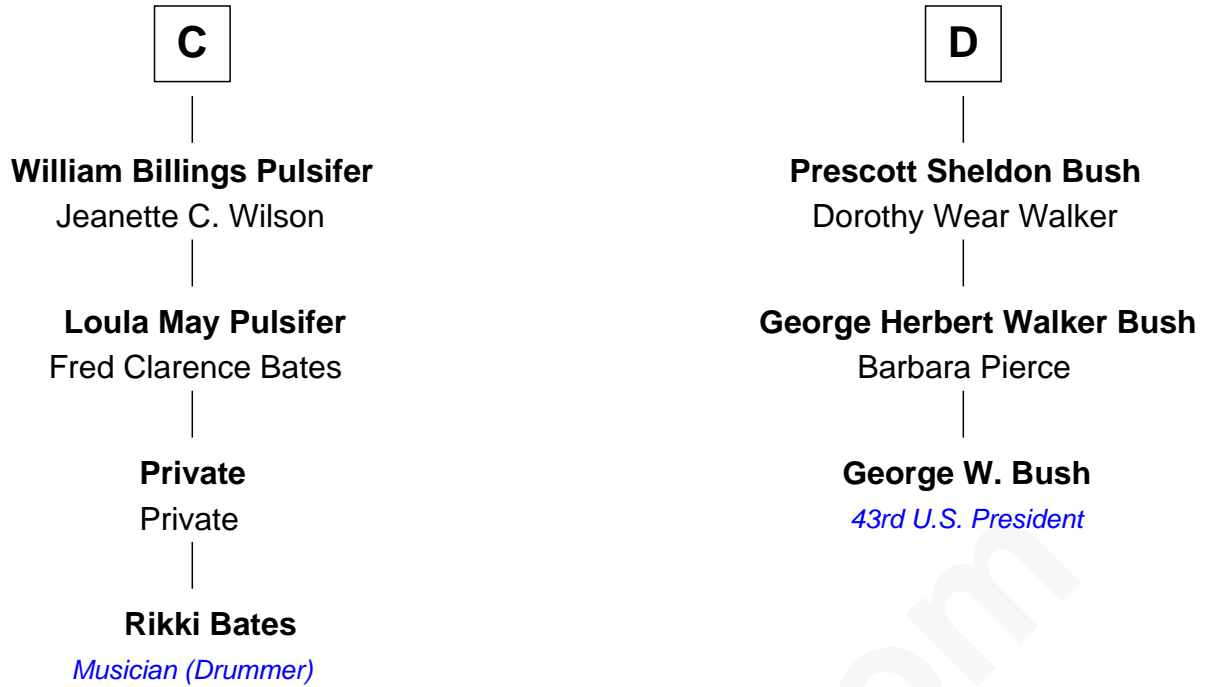 C
William Billings Pulsifer
Jeanette C. Wilson
Loula May Pulsifer
Fred Clarence Bates
Private
Private
Rikki Bates
Musician (Drummer)
D
Prescott Sheldon Bush
Dorothy Wear Walker
George Herbert Walker Bush
Barbara Pierce
George W. Bush
43rd U.S. President
om